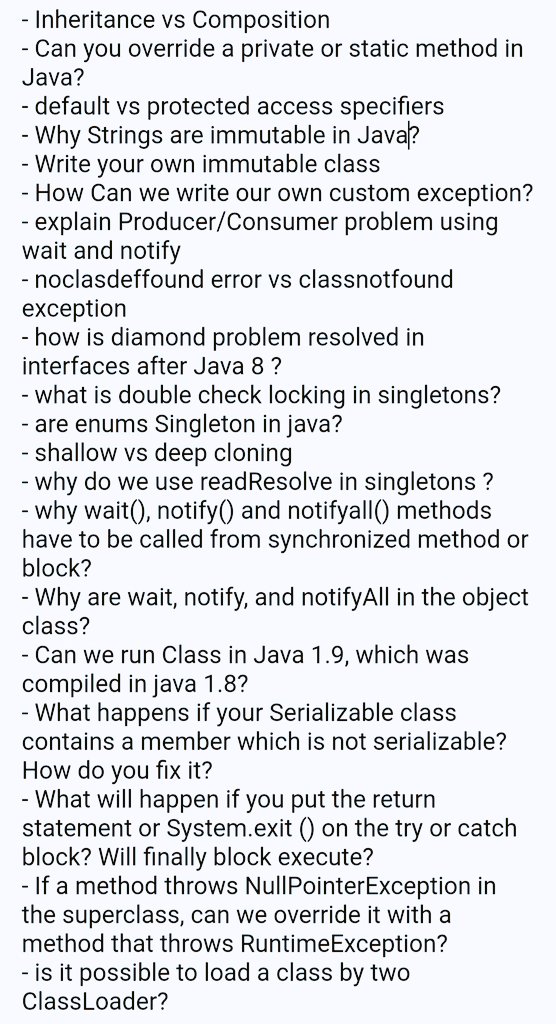 - Inheritance vs Composition
- Can you override a private or static method in
Java?
- default vs protected access specifiers
- Why Strings are immutable in Java?
- Write your own immutable class
- How Can we write our own custom exception?
- explain Producer/Consumer problem using
wait and notify
- noclasdeffound error vs classnotfound
exception
- how is diamond problem resolved in
interfaces after Java 8 ?
- what is double check locking in singletons?
- are enums Singleton in java?
- shallow vs deep cloning
- why do we use readResolve in singletons ?
- why wait(), notify() and notifyall() methods
have to be called from synchronized method or
block?
- Why are wait, notify, and notifyAll in the object
class?
- Can we run Class in Java 1.9, which was
compiled in java 1.8?
- What happens if your Serializable class
contains a member which is not serializable?
How do you fix it?
- What will happen if you put the return
statement or System.exit () on the try or catch
block? Will finally block execute?
- If a method throws NullPointerException in
the superclass, can we override it with a
method that throws RuntimeException?
- is it possible to load a class by two
ClassLoader?